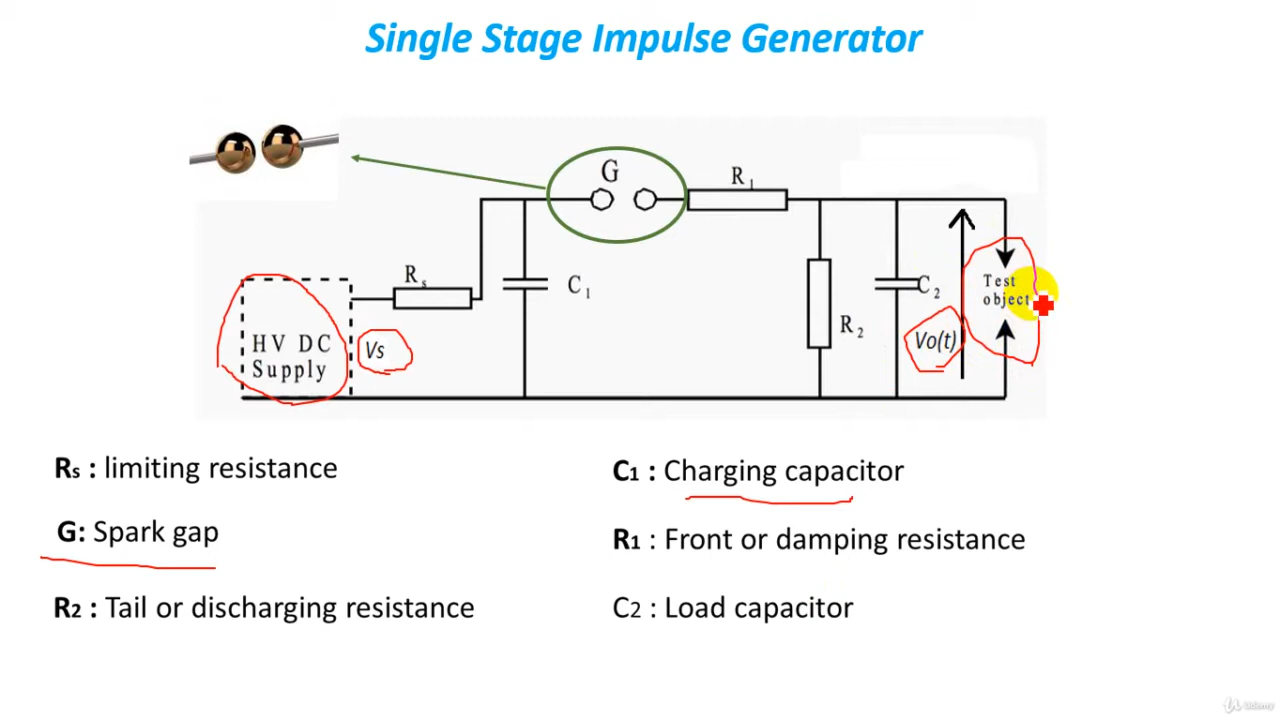 Single Stage Impulse Generator
G
R1
Rs
C1
C2
Test
object
HV DC
Supply
Vs
R2
Vo(t)
Rs : limiting resistance
C1 : Charging capacitor
G: Spark gap
R1 : Front or damping resistance
R2 : Tail or discharging resistance
C2 : Load capacitor
Udemy